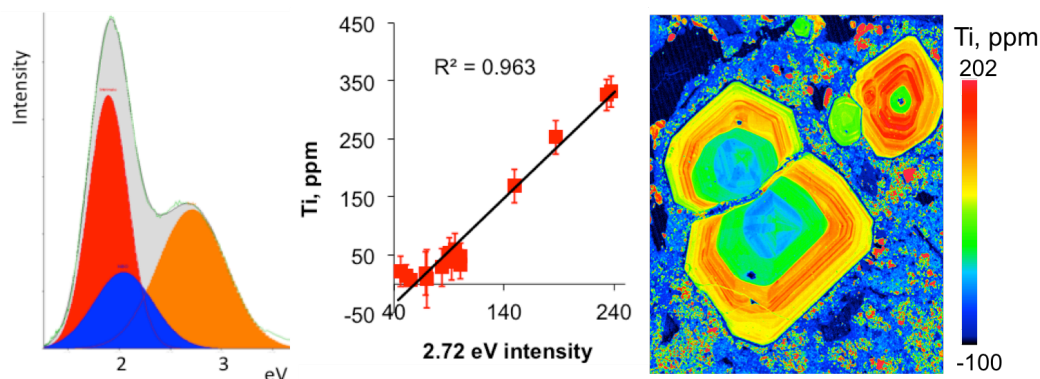 Intensity
2
3
eV
450
350
250
150
50
-50
Ti, ppm
R² = 0.963
40
140
240
2.72 eV intensity
Ti, ppm
202
-100